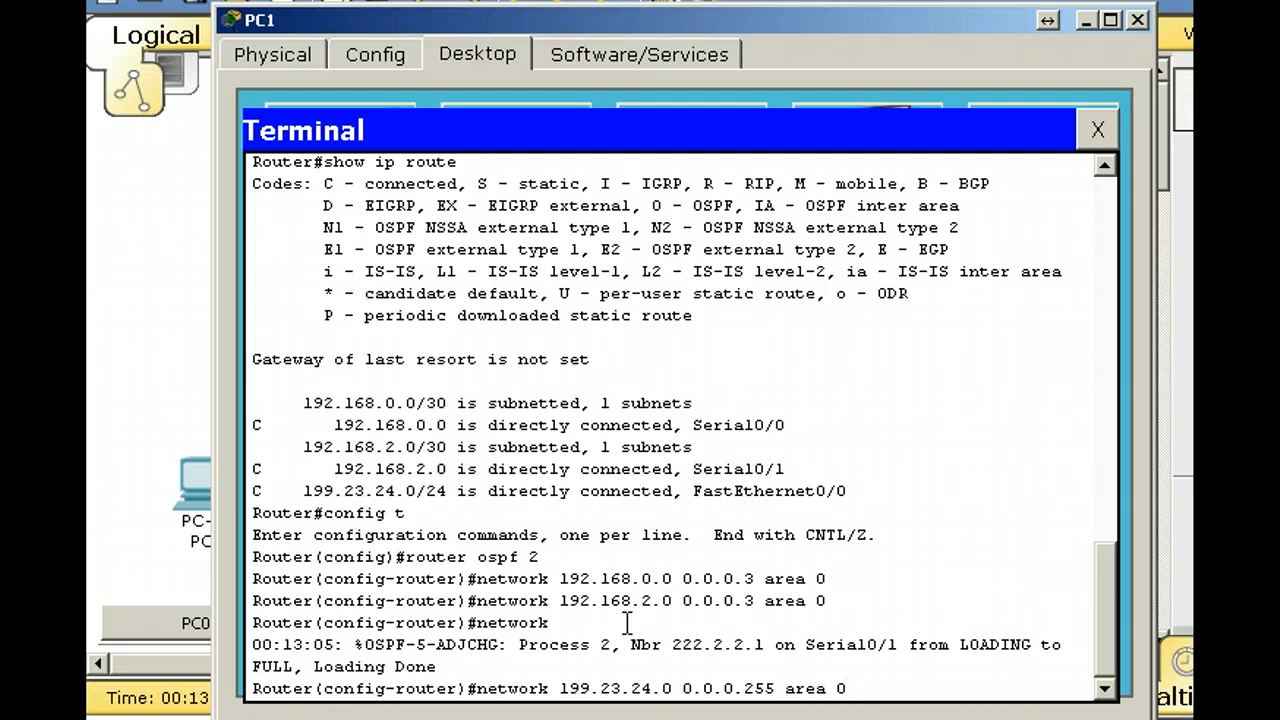 PC1
Logical
Physical
Config
Desktop
Software/Services
Terminal
X
Router#show ip route
Codes: C - connected, S - static, I - IGRP, R - RIP, M - mobile, B - BGP
D - EIGRP, EX - EIGRP external, O - OSPF, IA - OSPF inter area
N1 - OSPF NSSA external type 1, N2 - OSPF NSSA external type 2
E1 - OSPF external type 1, E2 - OSPF external type 2, E - EGP
i - IS-IS, L1 - IS-IS level-1, L2 - IS-IS level-2, ia - IS-IS inter area
* - candidate default, U - per-user static route, o - ODR
P - periodic downloaded static route
Gateway of last resort is not set
192.168.0.0/30 is subnetted, 1 subnets
C 192.168.0.0 is directly connected, Serial0/0
192.168.2.0/30 is subnetted, 1 subnets
C 192.168.2.0 is directly connected, Serial0/1
C 199.23.24.0/24 is directly connected, FastEthernet0/0
Router#config t
Enter configuration commands, one per line. End with CNTL/Z.
Router(config)#router ospf 2
Router(config-router)#network 192.168.0.0 0.0.0.3 area 0
Router(config-router)#network 192.168.2.0 0.0.0.3 area 0
Router(config-router)#network
00:13:05: %OSPF-5-ADJCHG: Process 2, Nbr 222.2.2.1 on Serial0/1 from LOADING to
FULL, Loading Done
Router(config-router)#network 199.23.24.0 0.0.0.255 area 0
PC-
PC
PC0
Time: 00:13